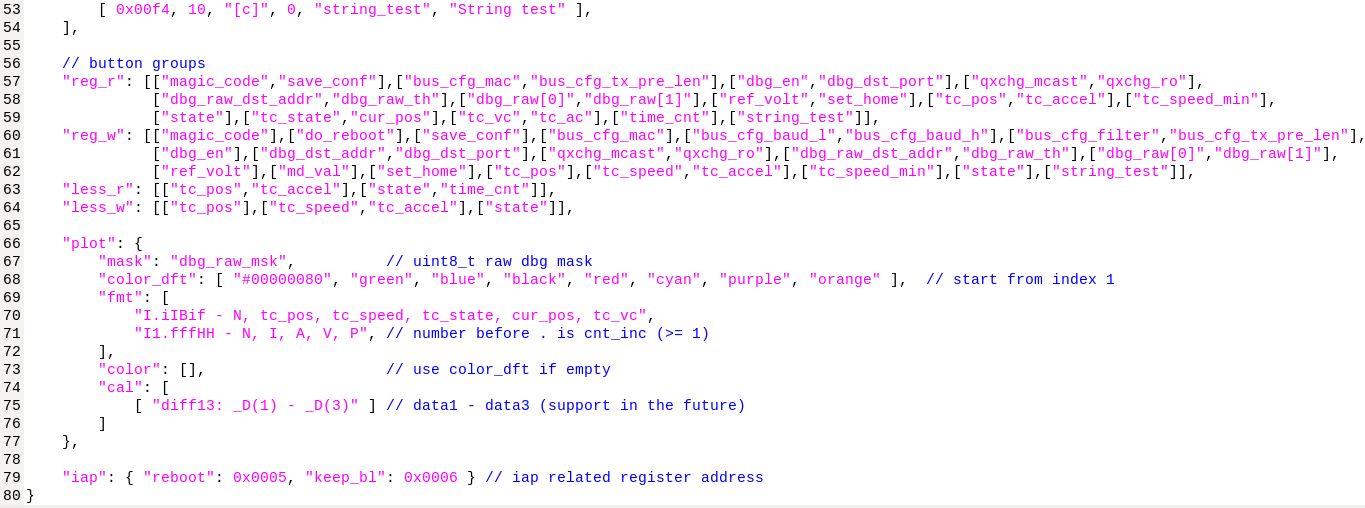 53         [ 0x00f4, 10, "[c]", 0, "string_test", "String test" ],
54     ],
55
56     // button groups
57     "reg_r": [["magic_code","save_conf"],["bus_cfg_mac","bus_cfg_tx_pre_len"],["dbg_en","dbg_dst_port"],["qxchg_mcast","qxchg_ro"],
58               ["dbg_raw_dst_addr","dbg_raw_th"],["dbg_raw[0]","dbg_raw[1]"],["ref_volt","set_home"],["tc_pos","tc_accel"],["tc_speed_min"],
59               ["state"],["tc_state","cur_pos"],["tc_vc","tc_ac"],["time_cnt"],["string_test"]],
60     "reg_w": [["magic_code"],["do_reboot"],["save_conf"],["bus_cfg_mac"],["bus_cfg_baud_l","bus_cfg_baud_h"],["bus_cfg_filter","bus_cfg_tx_pre_len"],
61               ["dbg_en"],["dbg_dst_addr","dbg_dst_port"],["qxchg_mcast","qxchg_ro"],["dbg_raw_dst_addr","dbg_raw_th"],["dbg_raw[0]","dbg_raw[1]"],
62               ["ref_volt"],["md_val"],["set_home"],["tc_pos"],["tc_speed","tc_accel"],["tc_speed_min"],["state"],["string_test"]],
63     "less_r": [["tc_pos","tc_accel"],["state","time_cnt"]],
64     "less_w": [["tc_pos"],["tc_speed","tc_accel"],["state"]],
65
66     "plot": {
67         "mask": "dbg_raw_msk",          // uint8_t raw dbg mask
68         "color_dft": [ "#00000080", "green", "blue", "black", "red", "cyan", "purple", "orange" ],  // start from index 1
69         "fmt": [
70             "I.iIBif - N, tc_pos, tc_speed, tc_state, cur_pos, tc_vc",
71             "I1.fffHH - N, I, A, V, P", // number before . is cnt_inc (>= 1)
72         ],
73         "color": [],                    // use color_dft if empty
74         "cal": [
75             [ "diff13: _D(1) - _D(3)" ] // data1 - data3 (support in the future)
76         ]
77     },
78
79     "iap": { "reboot": 0x0005, "keep_bl": 0x0006 } // iap related register address
80 }